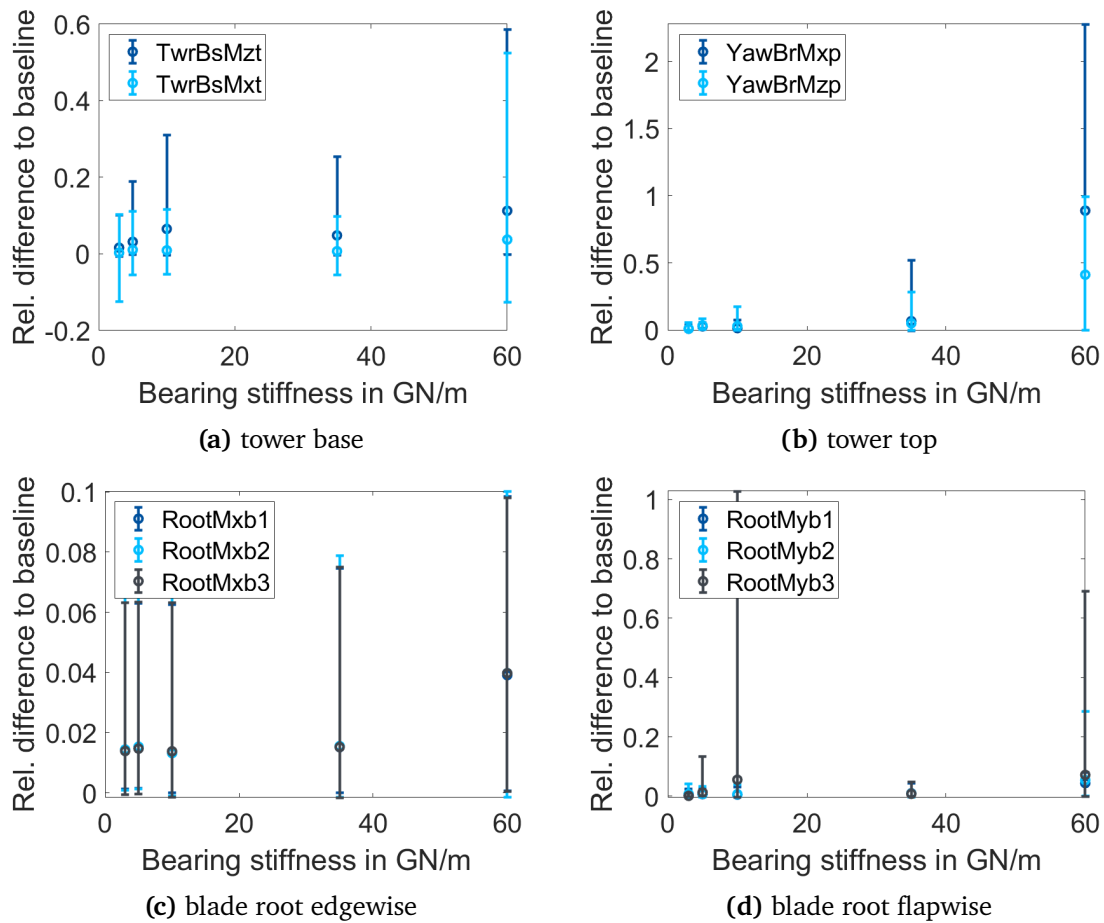 Rel. difference to baseline
0.6
0.4
0.2
0
-0.2
TwrBsMzt
TwrBsMxt
0
20
40
60
Bearing stiffness in GN/m
(a) tower base
Rel. difference to baseline
2
1.5
1
0.5
0
YawBrMxp
YawBrMzp
0
20
40
60
Bearing stiffness in GN/m
(b) tower top
Rel. difference to baseline
0.1
0.08
0.06
0.04
0.02
0
RootMxb1
RootMxb2
RootMxb3
0
20
40
60
Bearing stiffness in GN/m
(c) blade root edgewise
Rel. difference to baseline
1
0.8
0.6
0.4
0.2
0
RootMyb1
RootMyb2
RootMyb3
0
20
40
60
Bearing stiffness in GN/m
(d) blade root flapwise